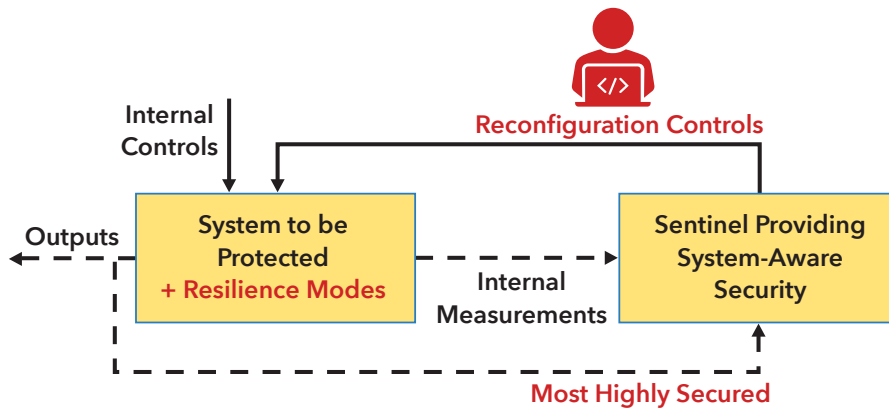 </>
Internal
Controls
Reconfiguration Controls
Outputs
System to be
Protected
+ Resilience Modes
Internal
Measurements
Sentinel Providing
System-Aware
Security
Most Highly Secured